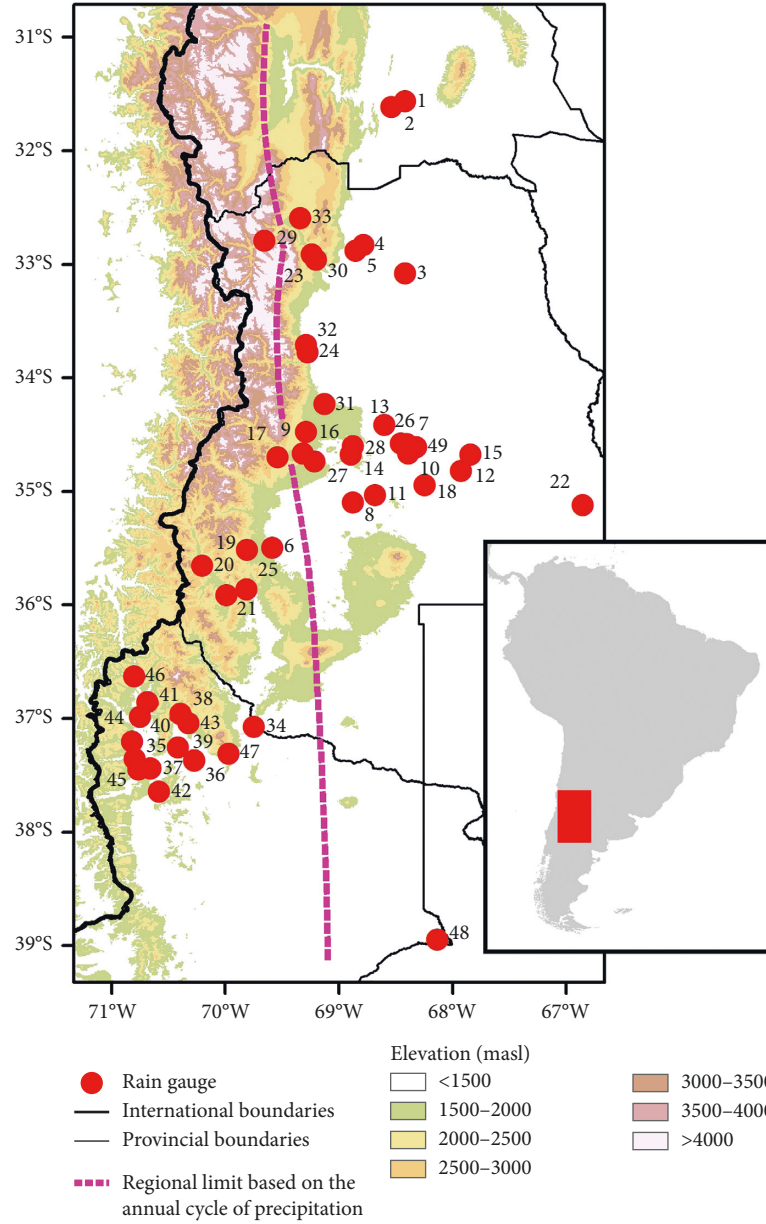 31°S
32°S
33°S
34°S
35°S
36°S
37°S
38°S
39°S
1
2
33
29
4
23
30
5
3
32
24
31
13
26
7
9
16
17
28
49
15
27
14
10
12
22
11
18
8
19
6
20
25
21
46
41
38
44
40
43
34
35
39
47
45
37
36
42
48
71°W
70°W
69°W
68°W
67°W
Rain gauge
International boundaries
Provincial boundaries
Regional limit based on the
annual cycle of precipitation
Elevation (masl)
<1500
1500–2000
2000–2500
2500–3000
3000–3500
3500–4000
>4000